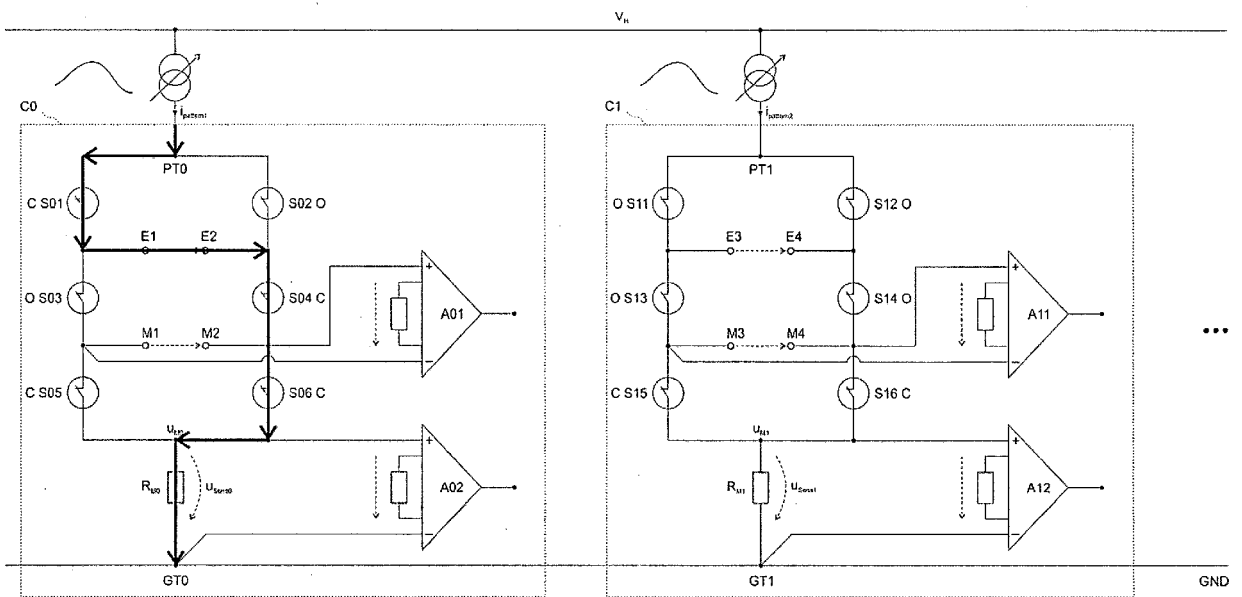 V_H
C0
i_pattern1
C1
i_pattern2
PT0
PT1
C S01
S02 O
O S11
S12 O
E1 E2
E3 E4
O S03
S04 C
A01
O S13
S14 O
A11
M1 M2
M3 M4
C S05
S06 C
C S15
S16 C
u_M0
u_M1
R_M0
u_Sens0
A02
R_M1
u_Sens1
A12
GT0
GT1
GND